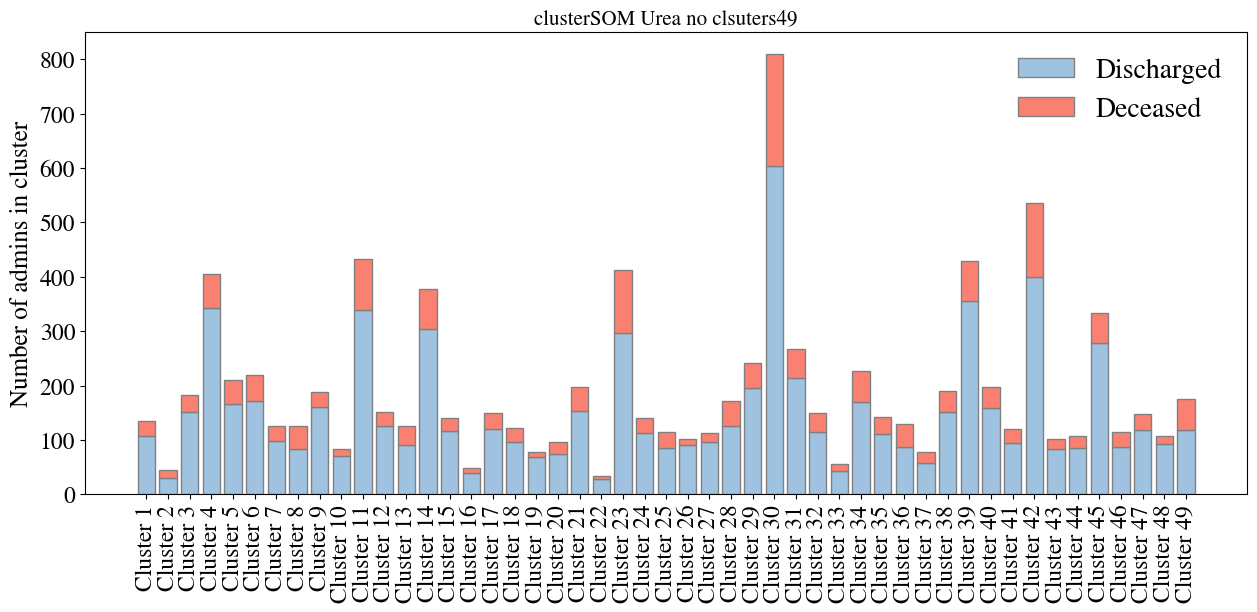 clusterSOM Urea no clsuters49
Number of admins in cluster
800
700
600
500
400
300
200
100
0
Discharged
Deceased
Cluster 1
Cluster 2
Cluster 3
Cluster 4
Cluster 5
Cluster 6
Cluster 7
Cluster 8
Cluster 9
Cluster 10
Cluster 11
Cluster 12
Cluster 13
Cluster 14
Cluster 15
Cluster 16
Cluster 17
Cluster 18
Cluster 19
Cluster 20
Cluster 21
Cluster 22
Cluster 23
Cluster 24
Cluster 25
Cluster 26
Cluster 27
Cluster 28
Cluster 29
Cluster 30
Cluster 31
Cluster 32
Cluster 33
Cluster 34
Cluster 35
Cluster 36
Cluster 37
Cluster 38
Cluster 39
Cluster 40
Cluster 41
Cluster 42
Cluster 43
Cluster 44
Cluster 45
Cluster 46
Cluster 47
Cluster 48
Cluster 49